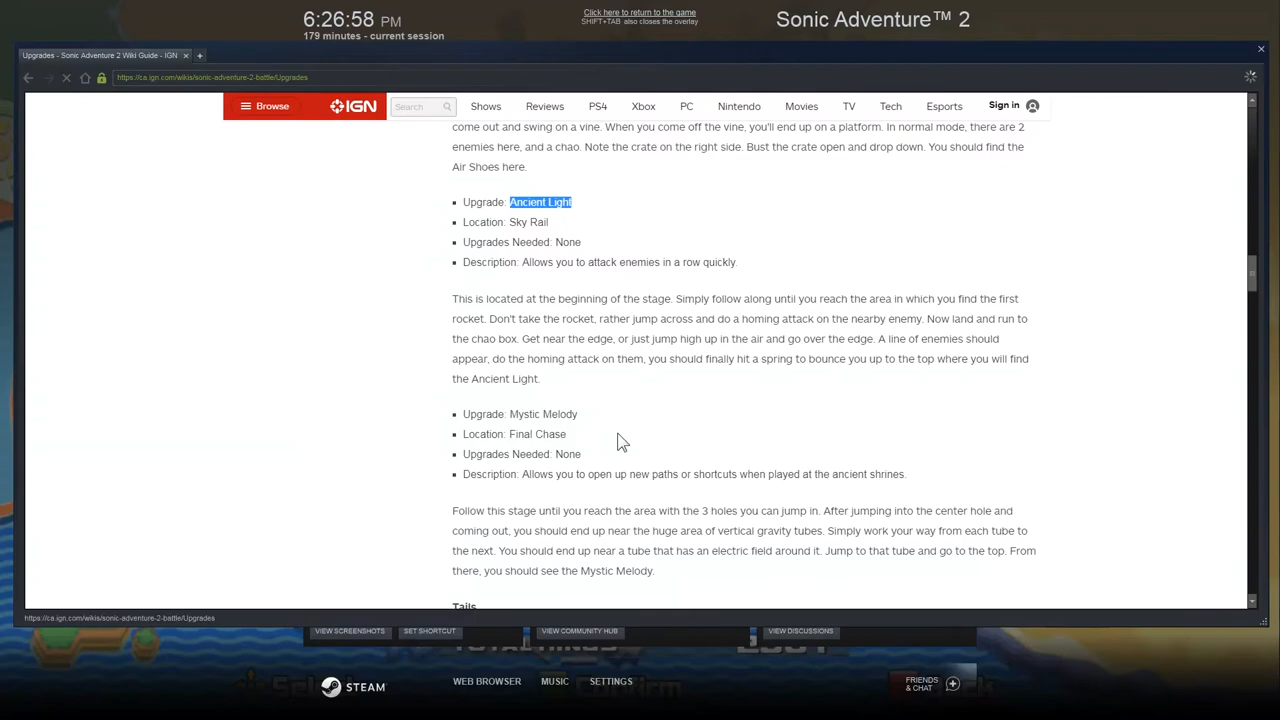 6:26:58 PM
179 minutes - current session
Click here to return to the game
SHIFT+TAB also closes the overlay
Sonic Adventure™ 2
Upgrades - Sonic Adventure 2 Wiki Guide - IGN
https://ca.ign.com/wikis/sonic-adventure-2-battle/Upgrades
Browse IGN Search Shows Reviews PS4 Xbox PC Nintendo Movies TV Tech Esports Sign in
come out and swing on a vine. When you come off the vine, you'll end up on a platform. In normal mode, there are 2
enemies here, and a chao. Note the crate on the right side. Bust the crate open and drop down. You should find the
Air Shoes here.
Upgrade: Ancient Light
Location: Sky Rail
Upgrades Needed: None
Description: Allows you to attack enemies in a row quickly.
This is located at the beginning of the stage. Simply follow along until you reach the area in which you find the first
rocket. Don't take the rocket, rather jump across and do a homing attack on the nearby enemy. Now land and run to
the chao box. Get near the edge, or just jump high up in the air and go over the edge. A line of enemies should
appear, do the homing attack on them, you should finally hit a spring to bounce you up to the top where you will find
the Ancient Light.
Upgrade: Mystic Melody
Location: Final Chase
Upgrades Needed: None
Description: Allows you to open up new paths or shortcuts when played at the ancient shrines.
Follow this stage until you reach the area with the 3 holes you can jump in. After jumping into the center hole and
coming out, you should end up near the huge area of vertical gravity tubes. Simply work your way from each tube to
the next. You should end up near a tube that has an electric field around it. Jump to that tube and go to the top. From
there, you should see the Mystic Melody.
Tails
https://ca.ign.com/wikis/sonic-adventure-2-battle/Upgrades
VIEW SCREENSHOTS SET SHORTCUT VIEW COMMUNITY HUB VIEW DISCUSSIONS
STEAM WEB BROWSER MUSIC SETTINGS FRIENDS
& CHAT